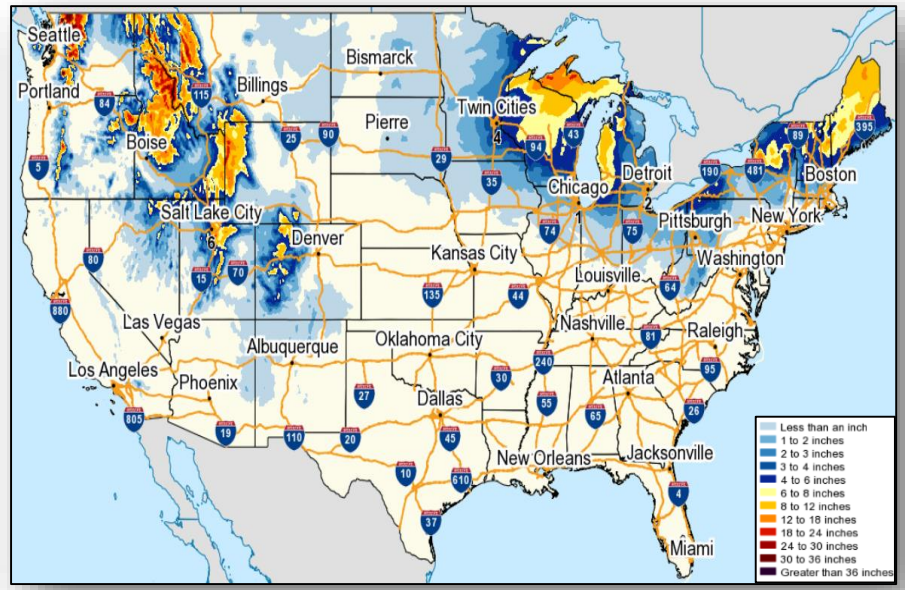 Seattle
Portland
84
115
Billings
Bismarck
Twin Cities
4
Pierre
25
90
Boise
5
29
35
94
43
Chicago
1
Detroit
2
190
481
89
395
Boston
Salt Lake City
6
Denver
80
15
70
Kansas City
135
44
74
75
Pittsburgh
New York
Washington
Louisville
64
880
Las Vegas
Albuquerque
Oklahoma City
Nashville
81
Raleigh
Los Angeles
Phoenix
240
30
Atlanta
95
27
Dallas
55
65
26
805
19
110
20
45
New Orleans
Jacksonville
10
610
4
37
Miami
Less than an inch
1 to 2 inches
2 to 3 inches
3 to 4 inches
4 to 6 inches
6 to 8 inches
8 to 12 inches
12 to 18 inches
18 to 24 inches
24 to 30 inches
30 to 36 inches
Greater than 36 inches